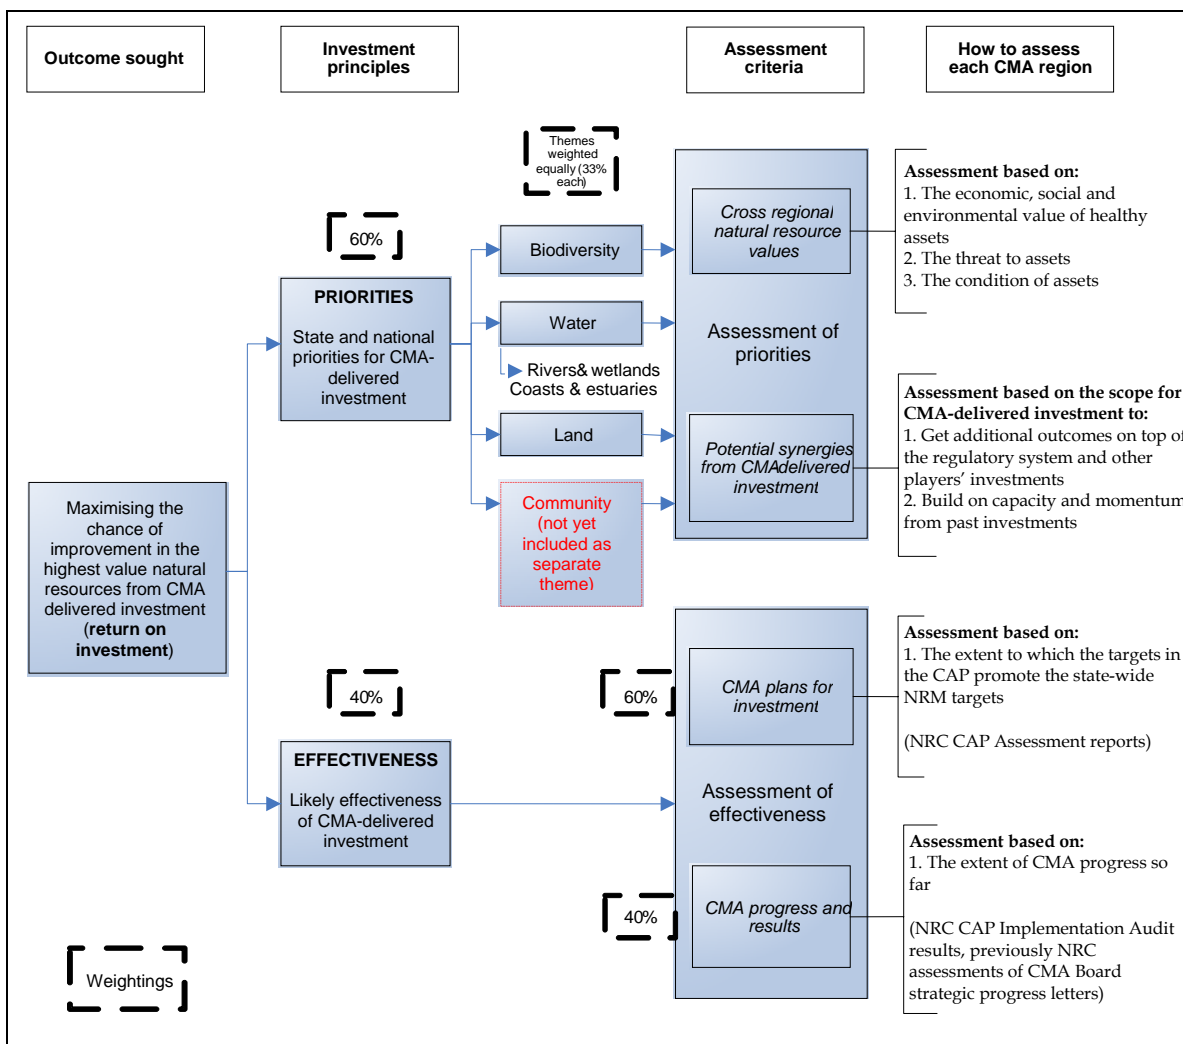 Outcome sought
Investment
principles
Assessment
criteria
How to assess
each CMA region
Themes
weighted
equally (33%
each)
60%
Biodiversity
Water
Rivers& wetlands
Coasts & estuaries
Land
Community
(not yet
included as
separate
theme)
PRIORITIES
State and national
priorities for CMA-
delivered
investment
Maximising the
chance of
improvement in the
highest value natural
resources from CMA
delivered investment
(return on
investment)
40%
EFFECTIVENESS
Likely effectiveness
of CMA-delivered
investment
Cross regional
natural resource
values
Assessment of
priorities
Potential synergies
from CMAdelivered
investment
60%
CMA plans for
investment
Assessment of
effectiveness
40%
CMA progress and
results
Assessment based on:
1. The economic, social and
environmental value of healthy
assets
2. The threat to assets
3. The condition of assets
Assessment based on the scope for
CMA-delivered investment to:
1. Get additional outcomes on top of
the regulatory system and other
players' investments
2. Build on capacity and momentum
from past investments
Assessment based on:
1. The extent to which the targets in
the CAP promote the state-wide
NRM targets
(NRC CAP Assessment reports)
Assessment based on:
1. The extent of CMA progress so
far
(NRC CAP Implementation Audit
results, previously NRC
assessments of CMA Board
strategic progress letters)
Weightings